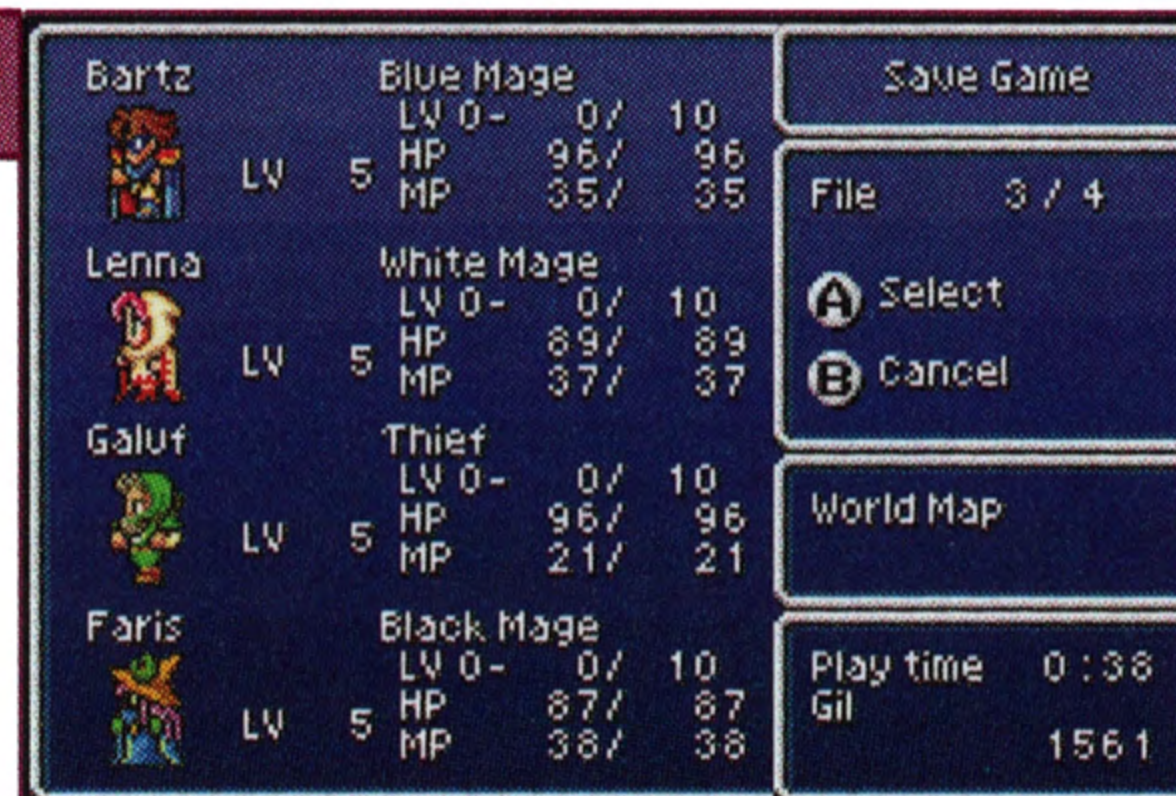 Bartz
Blue Mage
LV 0- 0/ 10
LV 5
HP 96/ 96
MP 35/ 35
Lenna
White Mage
LV 0- 0/ 10
LV 5
HP 89/ 89
MP 37/ 37
Galuf
Thief
LV 0- 0/ 10
LV 5
HP 96/ 96
MP 21/ 21
Faris
Black Mage
LV 0- 0/ 10
LV 5
HP 87/ 87
MP 38/ 38
Save Game
File 3 / 4
A Select
B Cancel
World Map
Play time 0:38
Gil
1561